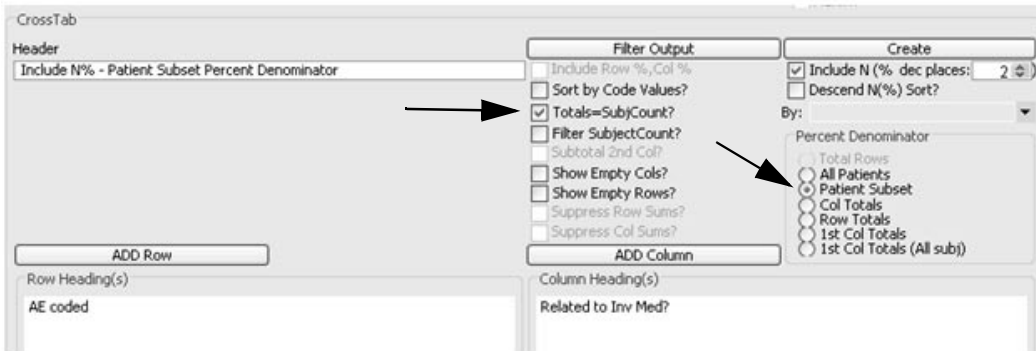 CrossTab
Header
Include N% - Patient Subset Percent Denominator
Filter Output
Include Row %,Col %
Sort by Code Values?
Totals=SubjCount?
Filter SubjectCount?
Subtotal 2nd Col?
Show Empty Cols?
Show Empty Rows?
Suppress Row Sums?
Suppress Col Sums?
Create
Include N (% dec places: 2 )
Descend N(%) Sort?
By:
Percent Denominator
Total Rows
All Patients
Patient Subset
Col Totals
Row Totals
1st Col Totals
1st Col Totals (All subj)
ADD Row
ADD Column
Row Heading(s)
AE coded
Column Heading(s)
Related to Inv Med?